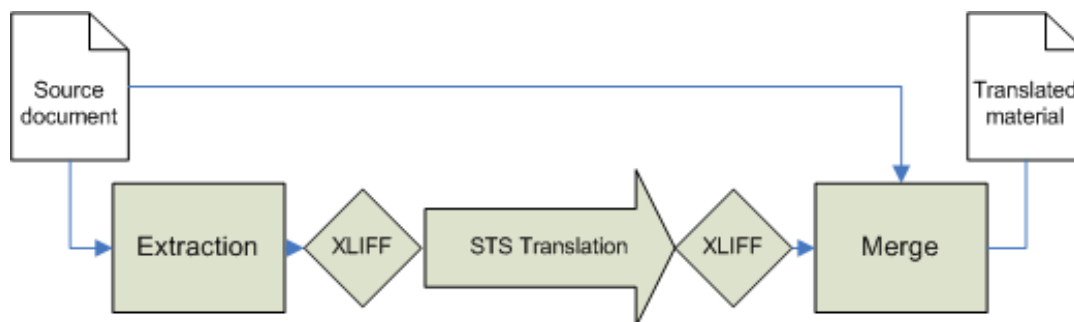 Source
document
Translated
material
Extraction
XLIFF
STS Translation
XLIFF
Merge